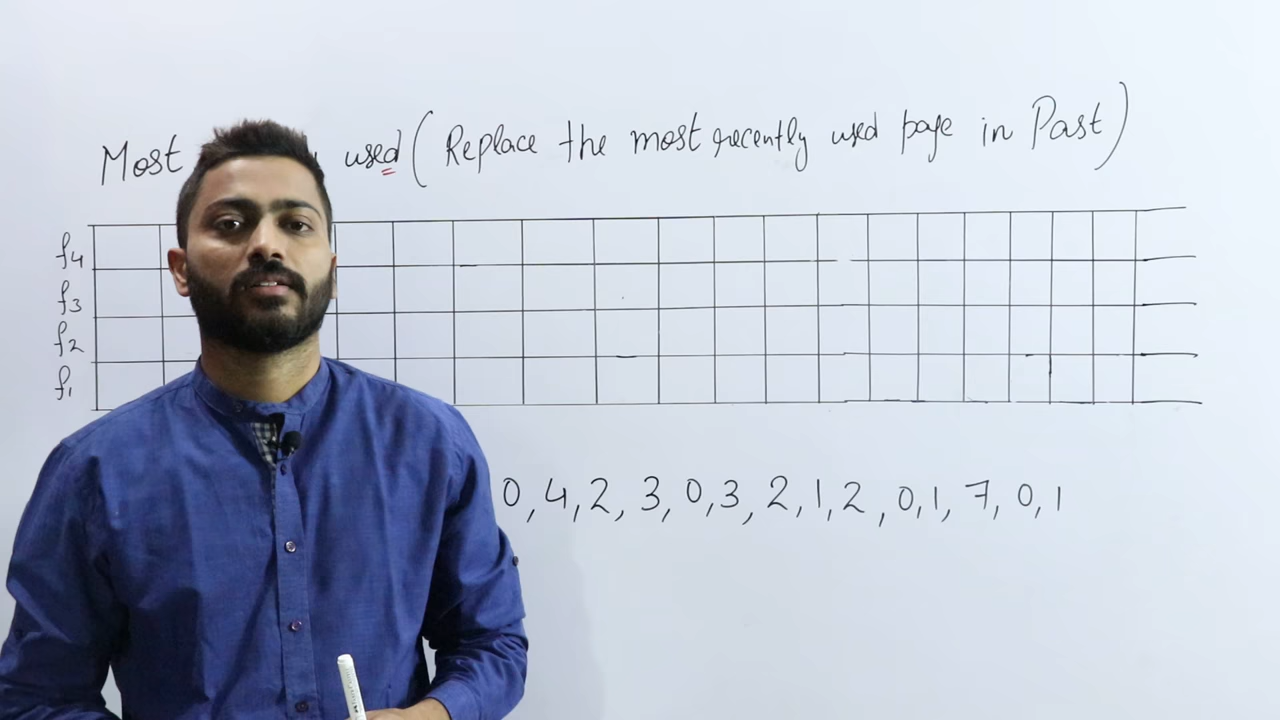 Most used (Replace the most recently used page in Past)
f4
f3
f2
f1
0, 4, 2, 3, 0, 3, 2, 1, 2, 0, 1, 7, 0, 1